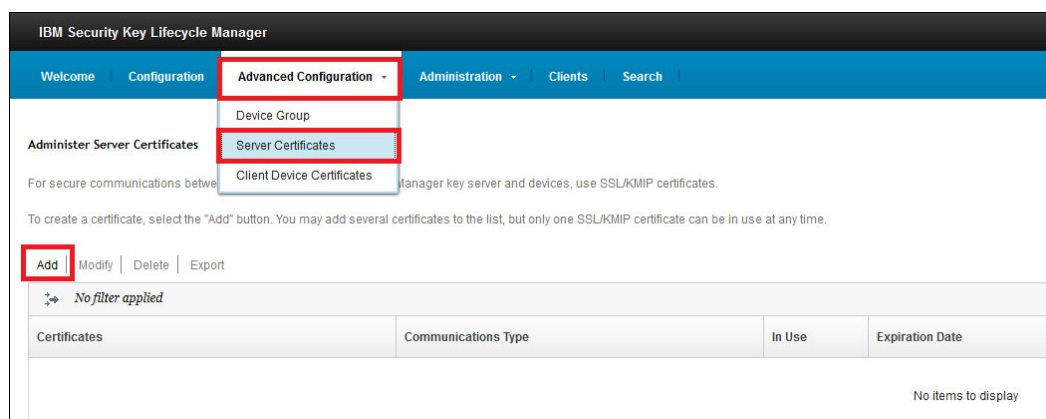 IBM Security Key Lifecycle Manager
Welcome Configuration Advanced Configuration Administration Clients Search
Device Group
Administer Server Certificates Server Certificates
Client Device Certificates
For secure communications betwe Manager key server and devices, use SSL/KMIP certificates.
To create a certificate, select the "Add" button. You may add several certificates to the list, but only one SSL/KMIP certificate can be in use at any time.
Add Modify Delete Export
No filter applied
Certificates Communications Type In Use Expiration Date
No items to display